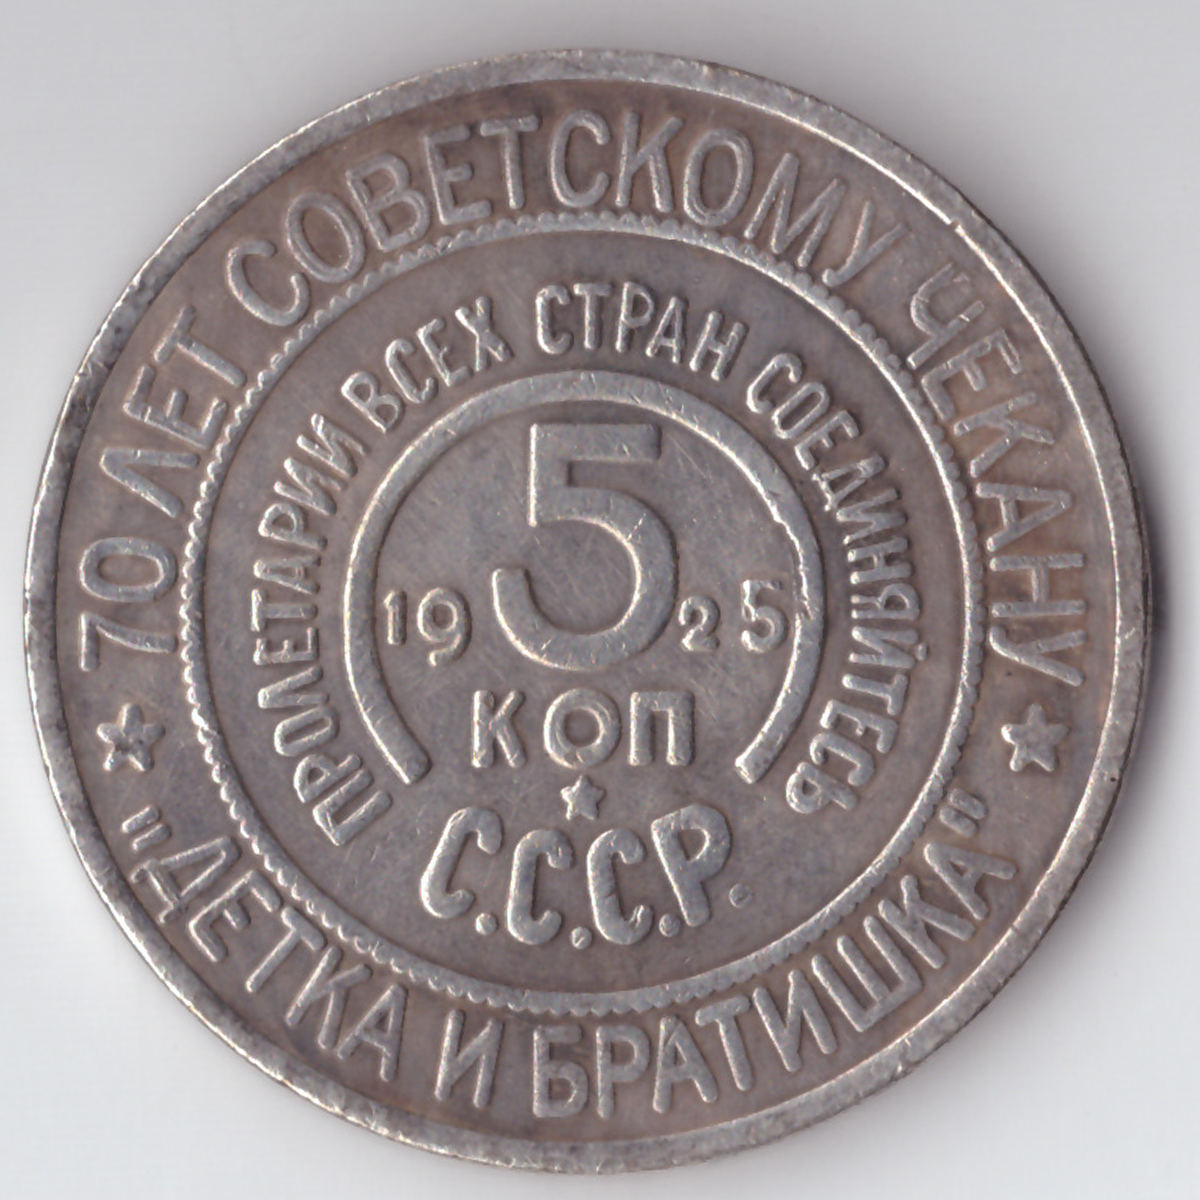 70 ЛЕТ СОВЕТСКОМУ ЧЕКАНУ
"ДЕТКА И БРАТИШКА"
ПРОЛЕТАРИИ ВСЕХ СТРАН СОЕДИНЯЙТЕСЬ
5
19 25
КОП
С.С.С.Р.